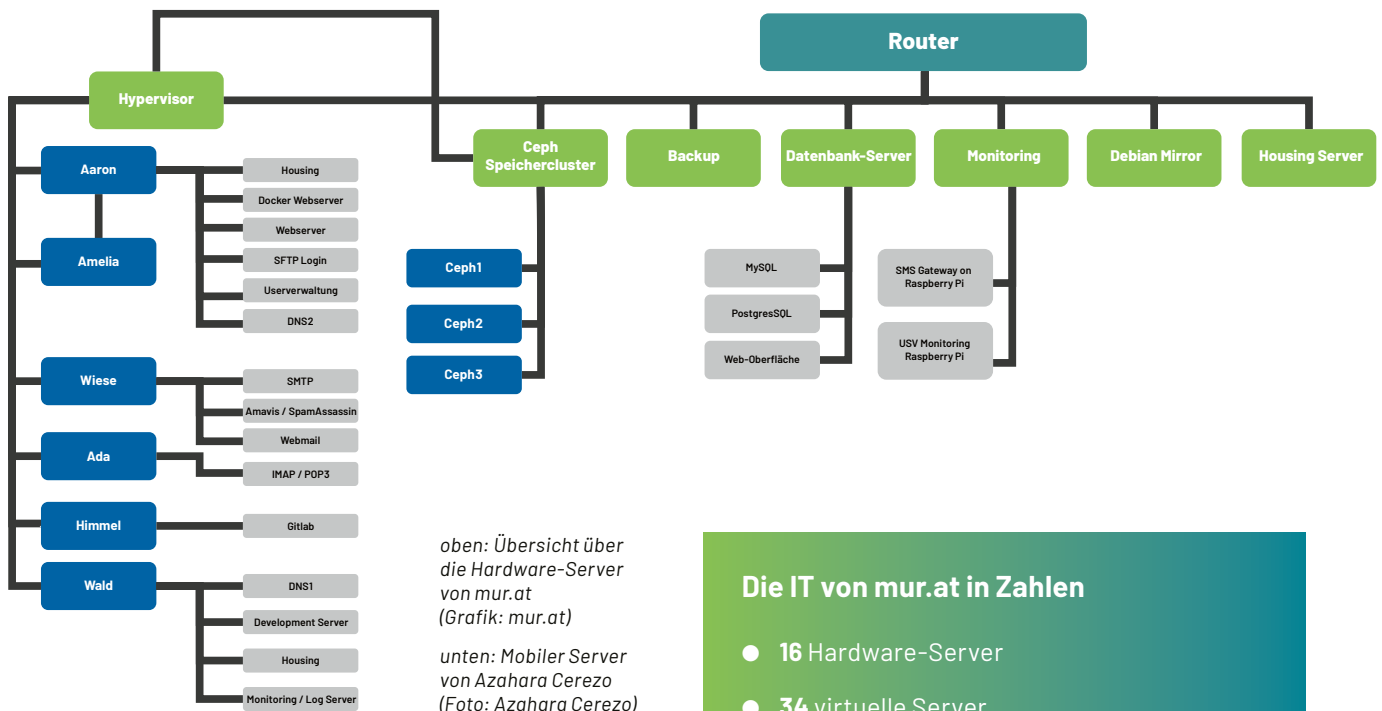 Router
Hypervisor
Ceph
Speichercluster
Backup
Datenbank-Server
Monitoring
Debian Mirror
Housing Server
Aaron
Amelia
Housing
Docker Webserver
Webserver
SFTP Login
Userverwaltung
DNS2
Ceph1
Ceph2
Ceph3
MySQL
PostgresSQL
Web-Oberfläche
SMS Gateway on
Raspberry Pi
USV Monitoring
Raspberry Pi
Wiese
SMTP
Amavis / SpamAssassin
Webmail
Ada
IMAP / POP3
Himmel
Gitlab
Wald
DNS1
Development Server
Housing
Monitoring / Log Server
oben: Übersicht über
die Hardware-Server
von mur.at
(Grafik: mur.at)
unten: Mobiler Server
von Azahara Cerezo
(Foto: Azahara Cerezo)
Die IT von mur.at in Zahlen
● 16 Hardware-Server
● 34 virtuelle Server